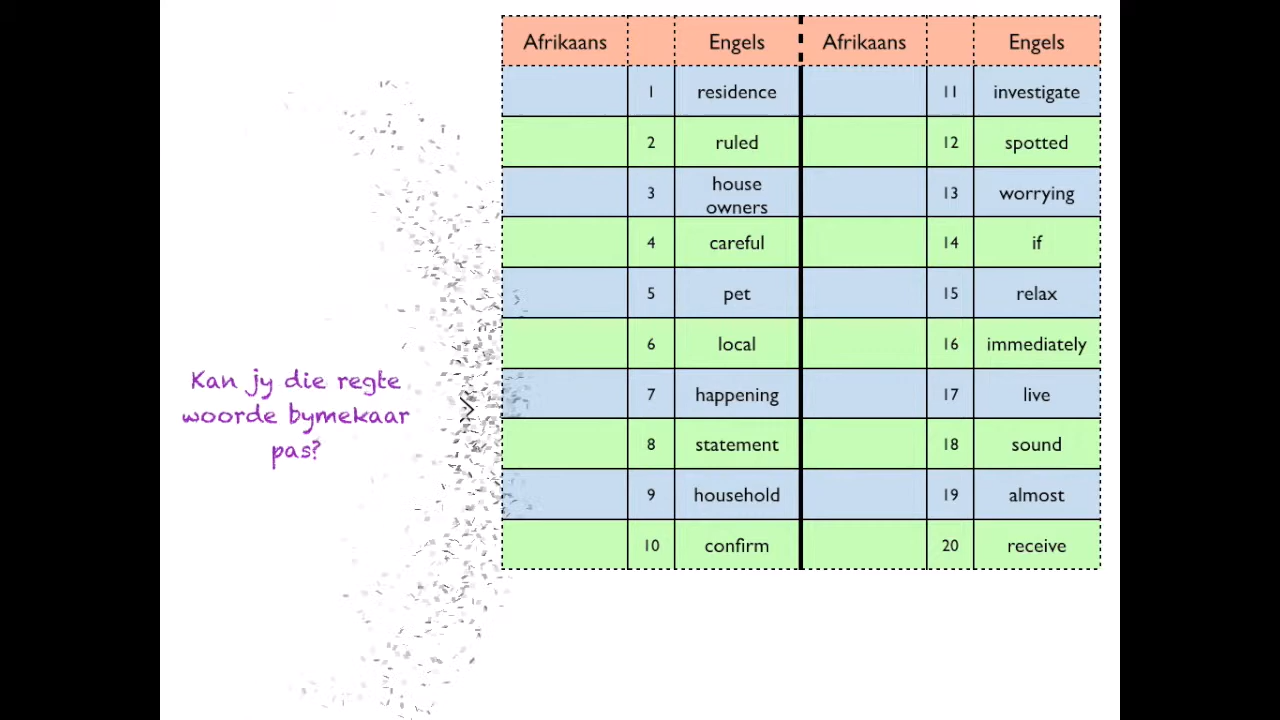 Afrikaans Engels Afrikaans Engels
1 residence 11 investigate
2 ruled 12 spotted
3 house owners 13 worrying
4 careful 14 if
5 pet 15 relax
6 local 16 immediately
7 happening 17 live
8 statement 18 sound
9 household 19 almost
10 confirm 20 receive
Kan jy die regte
woorde bymekaar
pas?